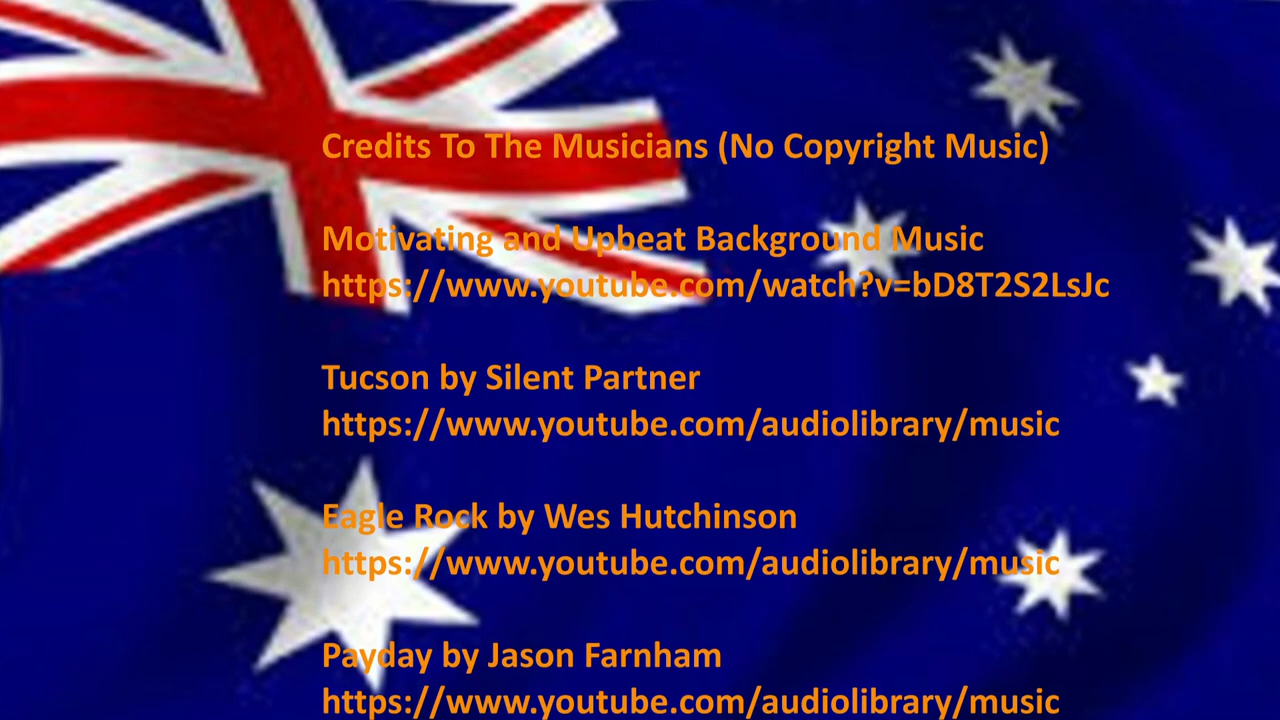 Credits To The Musicians (No Copyright Music)
Motivating and Upbeat Background Music
https://www.youtube.com/watch?v=bD8T2S2LsJc
Tucson by Silent Partner
https://www.youtube.com/audiolibrary/music
Eagle Rock by Wes Hutchinson
https://www.youtube.com/audiolibrary/music
Payday by Jason Farnham
https://www.youtube.com/audiolibrary/music